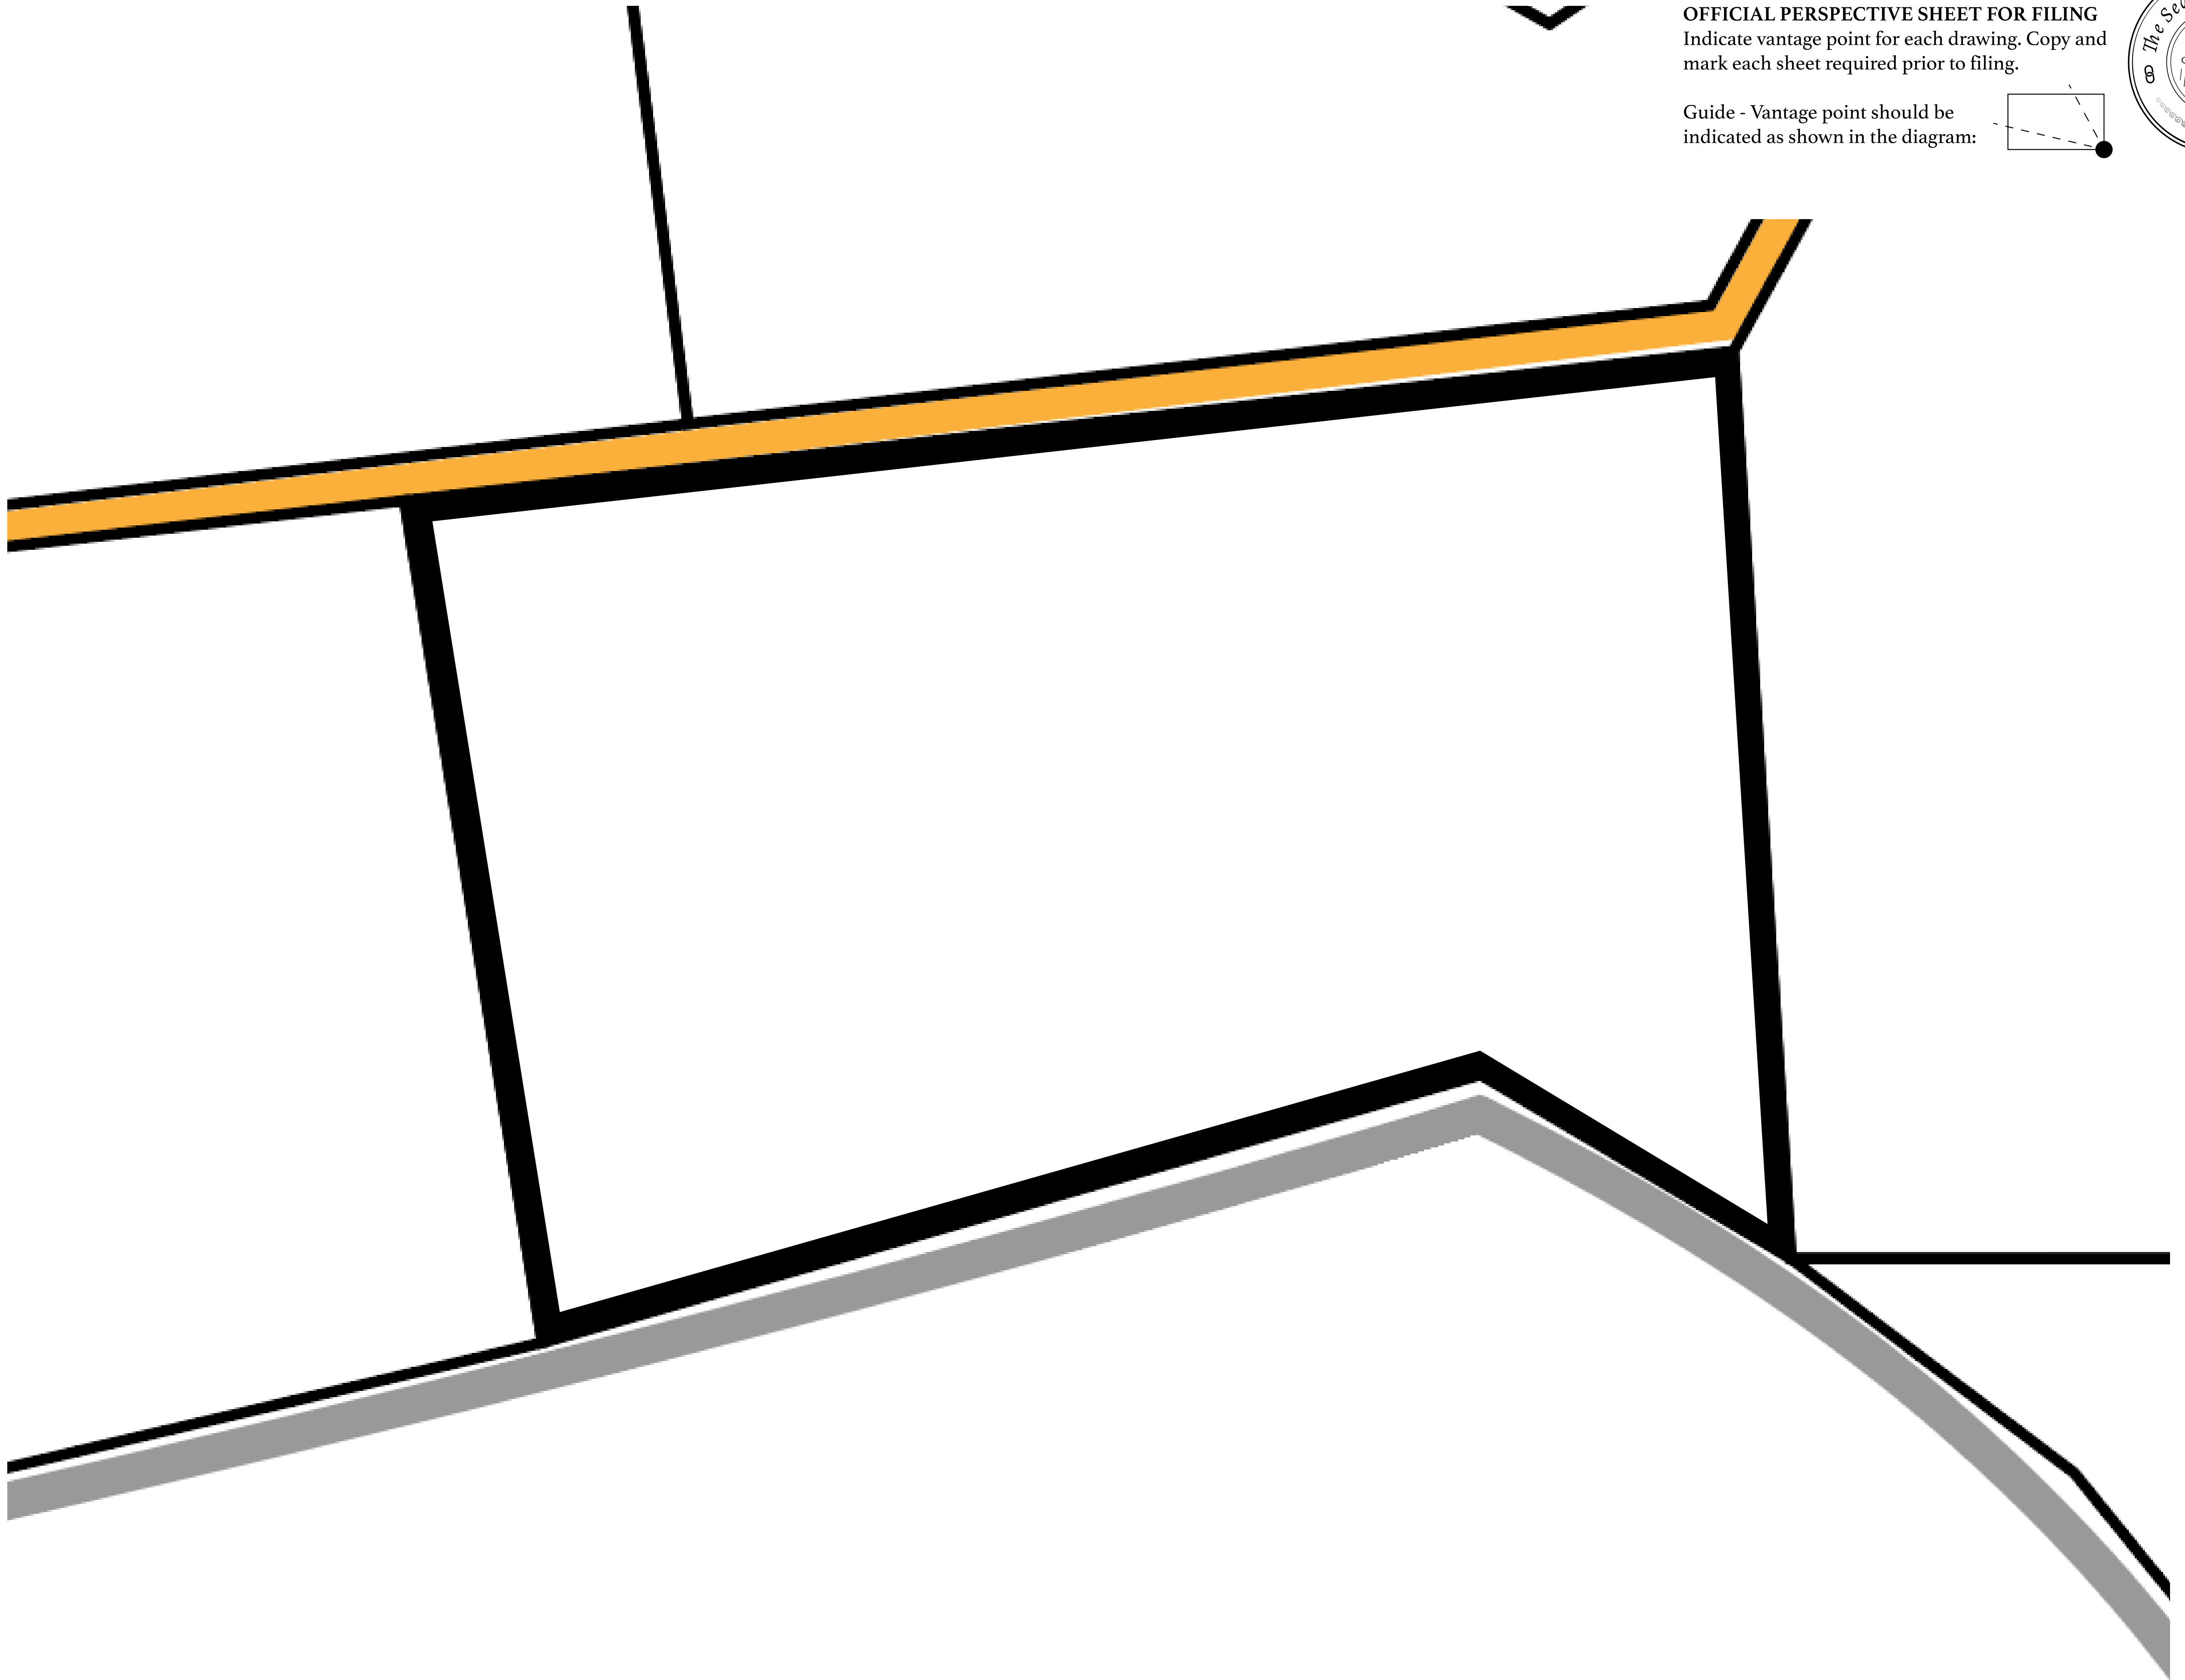 OFFICIAL PERSPECTIVE SHEET FOR FILING
Indicate vantage point for each drawing. Copy and
mark each sheet required prior to filing.
Guide - Vantage point should be
indicated as shown in the diagram:
The